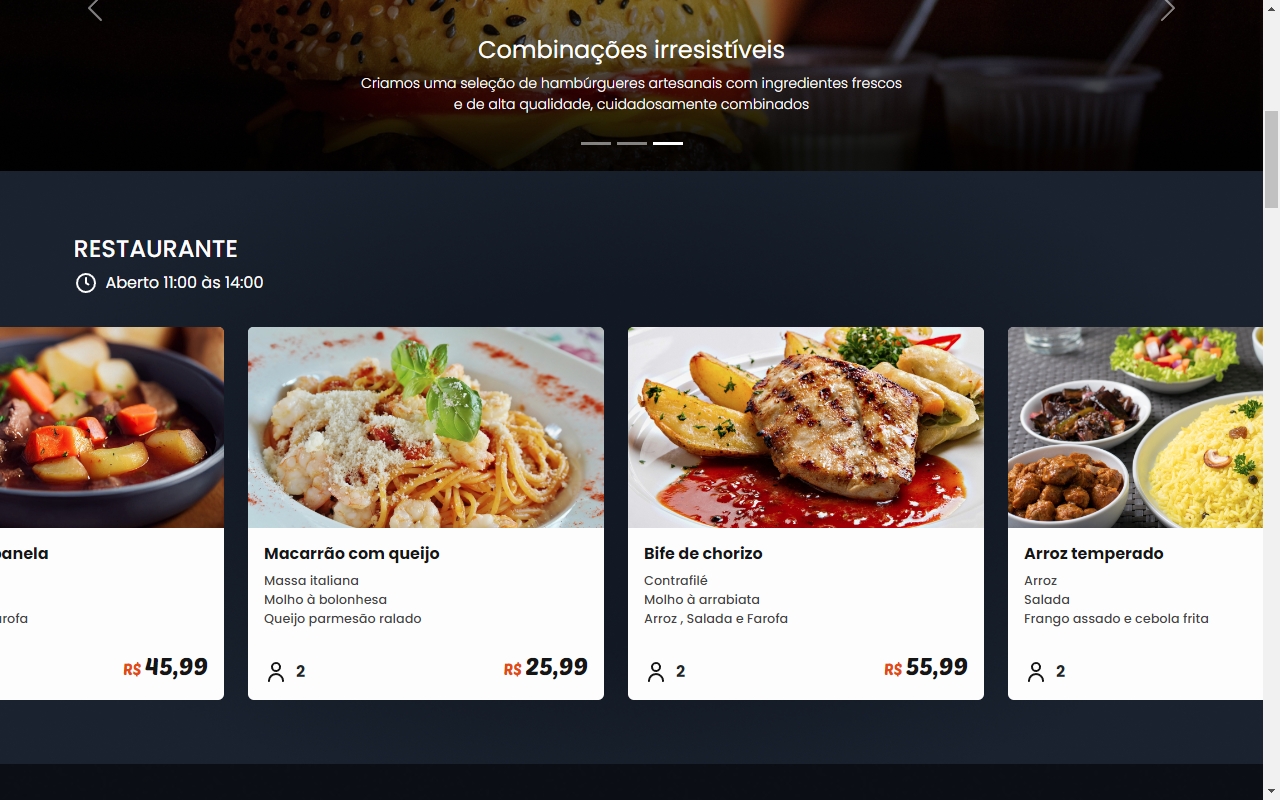 Combinações irresistíveis
Criamos uma seleção de hambúrgueres artesanais com ingredientes frescos
e de alta qualidade, cuidadosamente combinados
RESTAURANTE
Aberto 11:00 às 14:00
R$ 45,99
Macarrão com queijo
Massa italiana
Molho à bolonhesa
Queijo parmesão ralado
2
R$ 25,99
Bife de chorizo
Contrafilé
Molho à arrabiata
Arroz , Salada e Farofa
2
R$ 55,99
Arroz temperado
Arroz
Salada
Frango assado e cebola frita
2